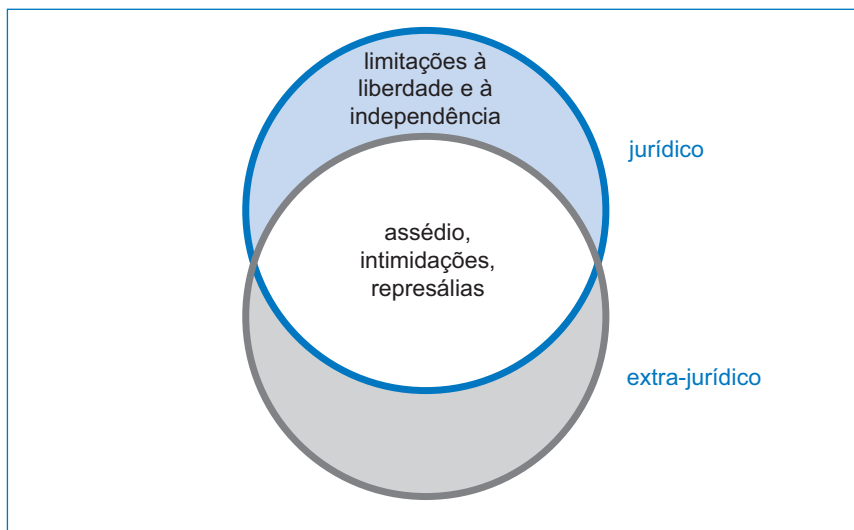 limitações à
liberdade e à
independência
jurídico
assédio,
intimidações,
represálias
extra-jurídico